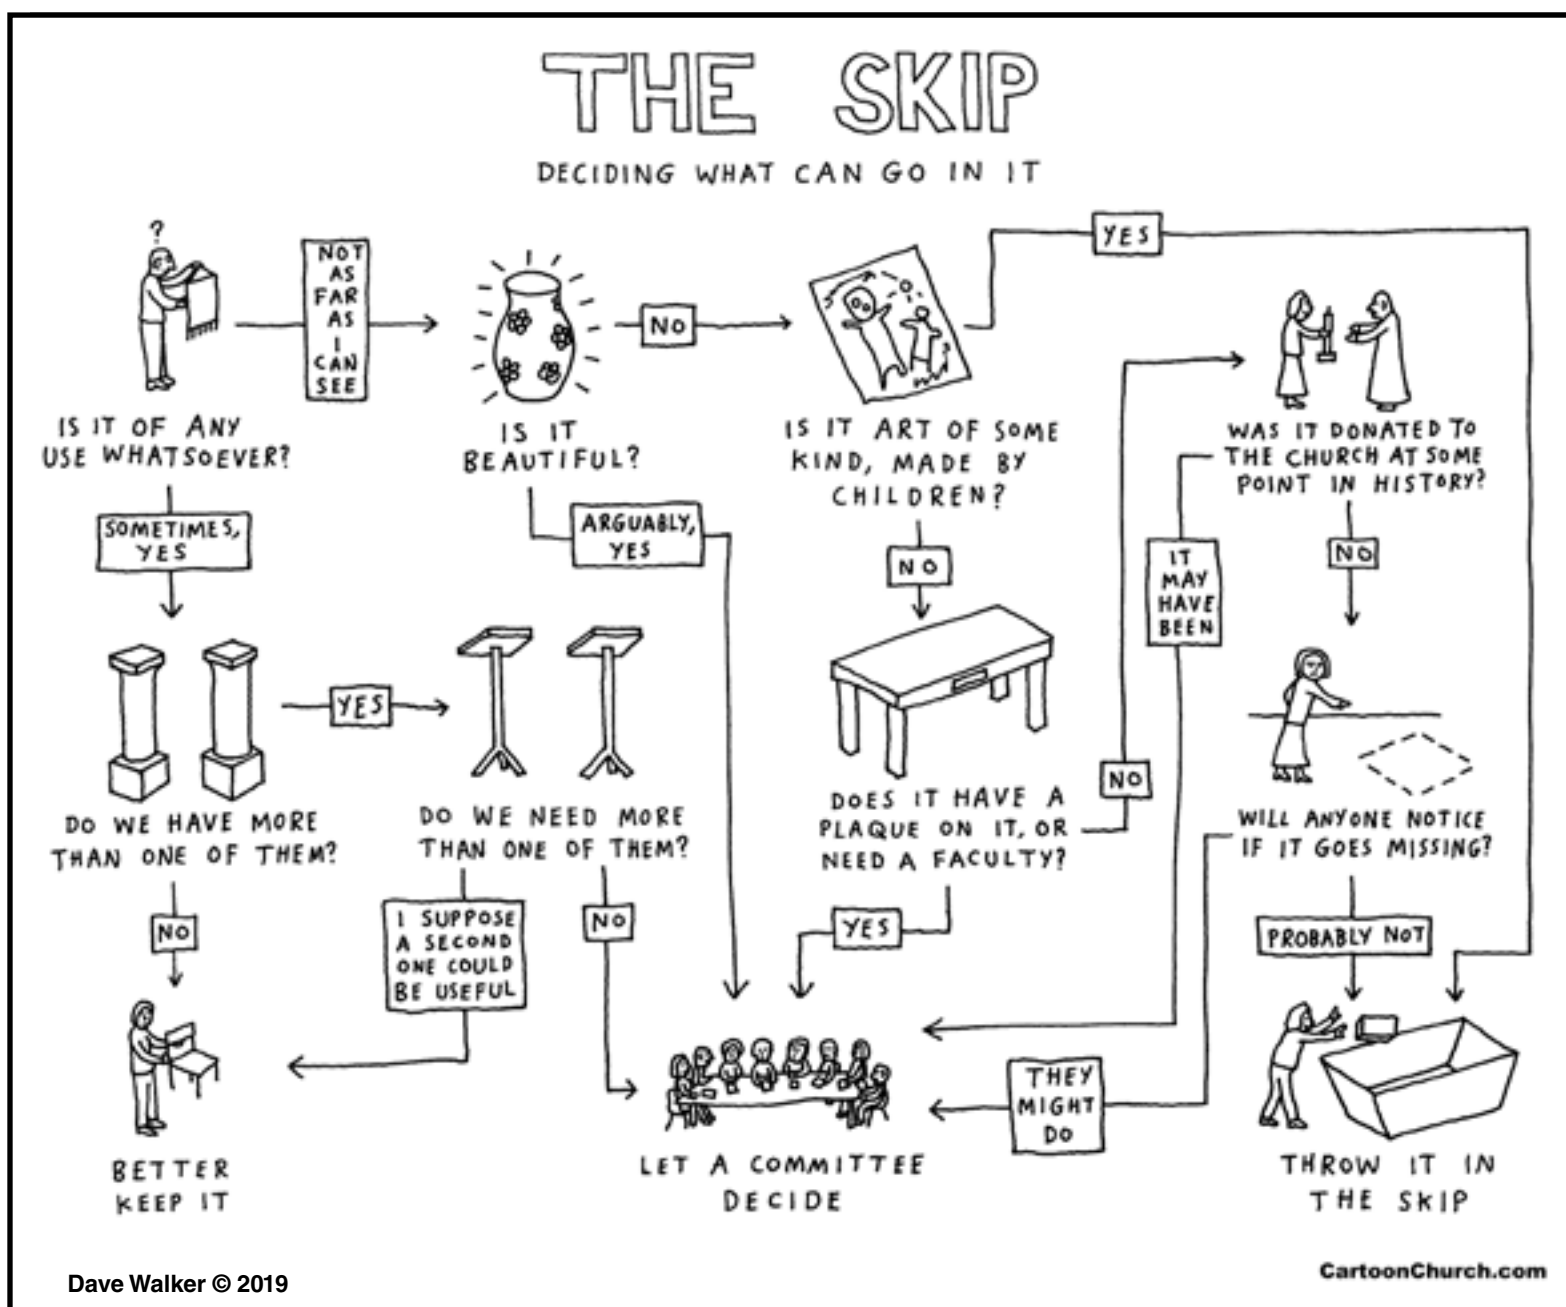 THE SKIP
DECIDING WHAT CAN GO IN IT
?
NOT
AS
FAR
AS
I
CAN
SEE
NO
YES
IS IT OF ANY
USE WHATSOEVER?
IS IT
BEAUTIFUL?
IS IT ART OF SOME
KIND, MADE BY
CHILDREN?
WAS IT DONATED TO
THE CHURCH AT SOME
POINT IN HISTORY?
SOMETIMES,
YES
ARGUABLY,
YES
NO
IT
MAY
HAVE
BEEN
NO
YES
NO
DO WE HAVE MORE
THAN ONE OF THEM?
DO WE NEED MORE
THAN ONE OF THEM?
DOES IT HAVE A
PLAQUE ON IT, OR
NEED A FACULTY?
WILL ANYONE NOTICE
IF IT GOES MISSING?
NO
I SUPPOSE
A SECOND
ONE COULD
BE USEFUL
NO
YES
PROBABLY NOT
THEY
MIGHT
DO
BETTER
KEEP IT
LET A COMMITTEE
DECIDE
THROW IT IN
THE SKIP
Dave Walker © 2019
CartoonChurch.com